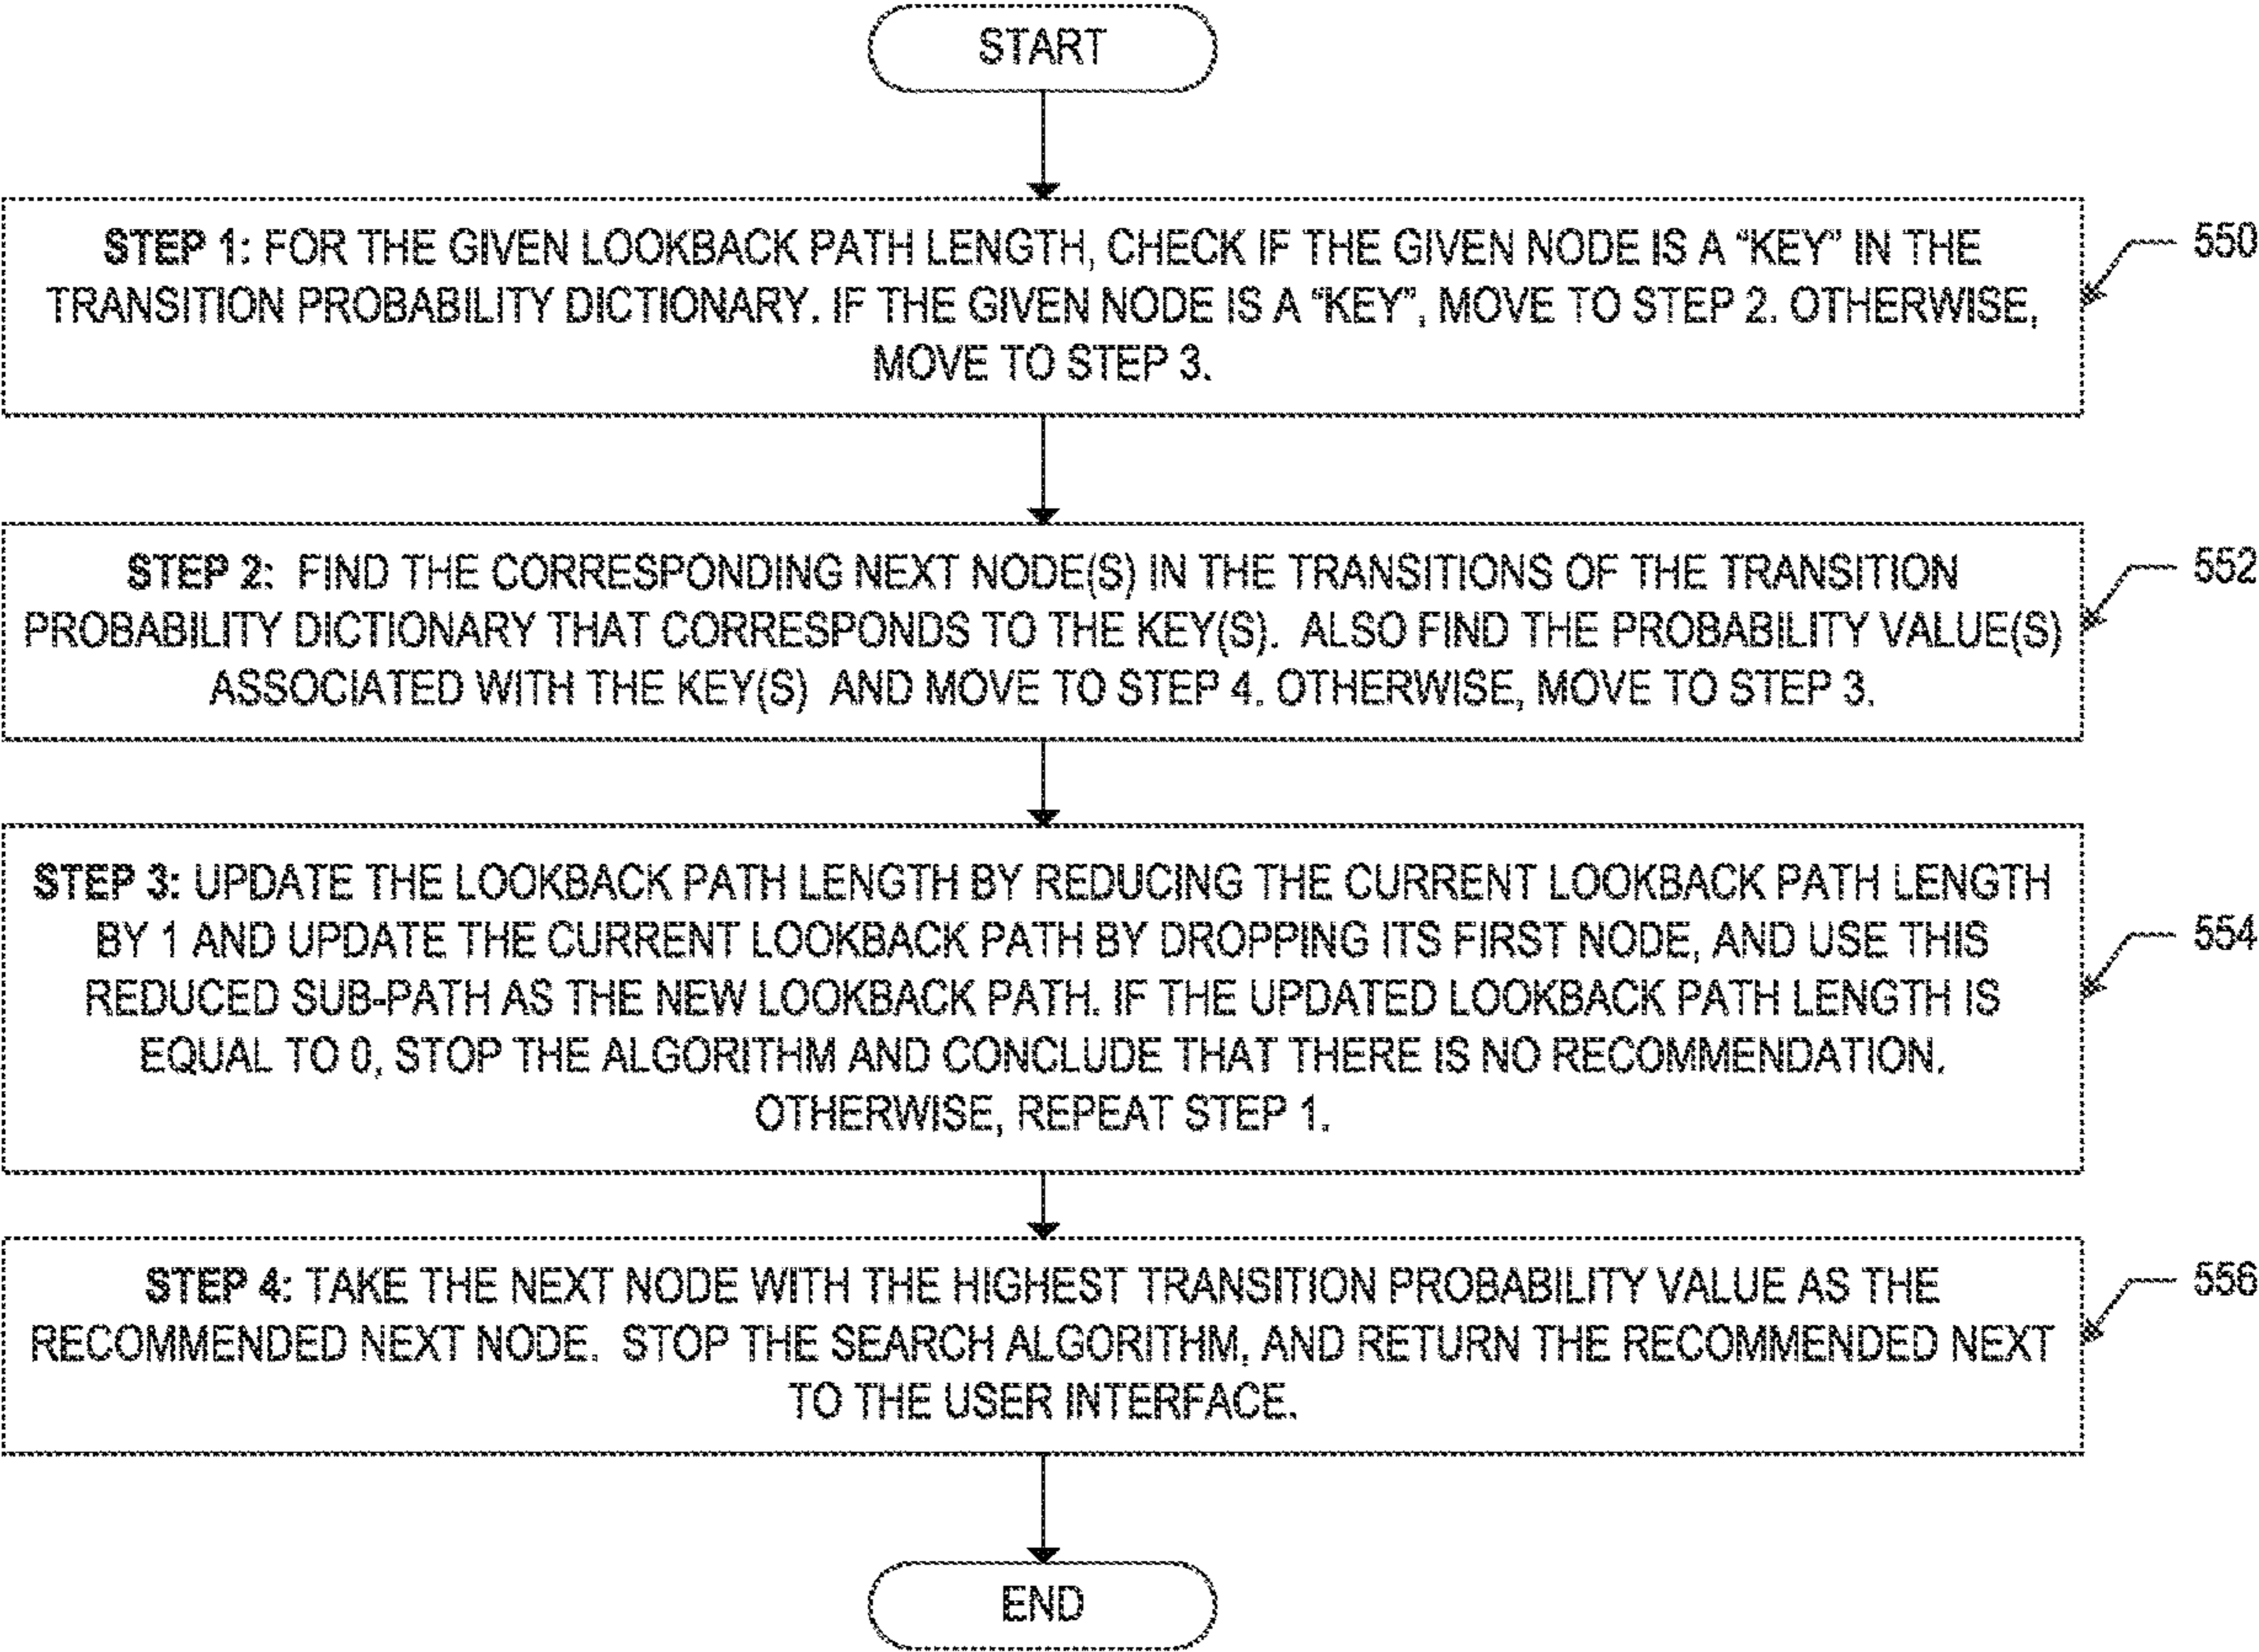 START
STEP 1: FOR THE GIVEN LOOKBACK PATH LENGTH, CHECK IF THE GIVEN NODE IS A “KEY” IN THE
TRANSITION PROBABILITY DICTIONARY. IF THE GIVEN NODE IS A “KEY”, MOVE TO STEP 2. OTHERWISE,
MOVE TO STEP 3.
550
STEP 2: FIND THE CORRESPONDING NEXT NODE(S) IN THE TRANSITIONS OF THE TRANSITION
PROBABILITY DICTIONARY THAT CORRESPONDS TO THE KEY(S). ALSO FIND THE PROBABILITY VALUE(S)
ASSOCIATED WITH THE KEY(S) AND MOVE TO STEP 4. OTHERWISE, MOVE TO STEP 3.
552
STEP 3: UPDATE THE LOOKBACK PATH LENGTH BY REDUCING THE CURRENT LOOKBACK PATH LENGTH
BY 1 AND UPDATE THE CURRENT LOOKBACK PATH BY DROPPING ITS FIRST NODE, AND USE THIS
REDUCED SUB-PATH AS THE NEW LOOKBACK PATH. IF THE UPDATED LOOKBACK PATH LENGTH IS
EQUAL TO 0, STOP THE ALGORITHM AND CONCLUDE THAT THERE IS NO RECOMMENDATION.
OTHERWISE, REPEAT STEP 1.
554
STEP 4: TAKE THE NEXT NODE WITH THE HIGHEST TRANSITION PROBABILITY VALUE AS THE
RECOMMENDED NEXT NODE. STOP THE SEARCH ALGORITHM, AND RETURN THE RECOMMENDED NEXT
TO THE USER INTERFACE.
556
END